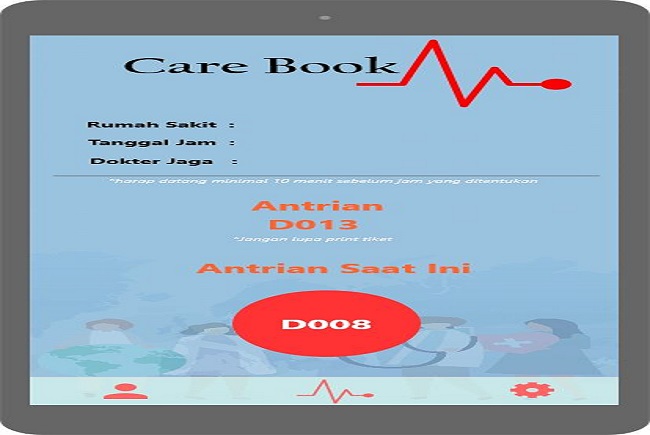 Care Book
Rumah Sakit :
Tanggal Jam :
Dokter Jaga :
*harap datang minimal 10 menit sebelum jam yang ditentukan
Antrian
D013
*Jangan lupa print tiket
Antrian Saat Ini
D008